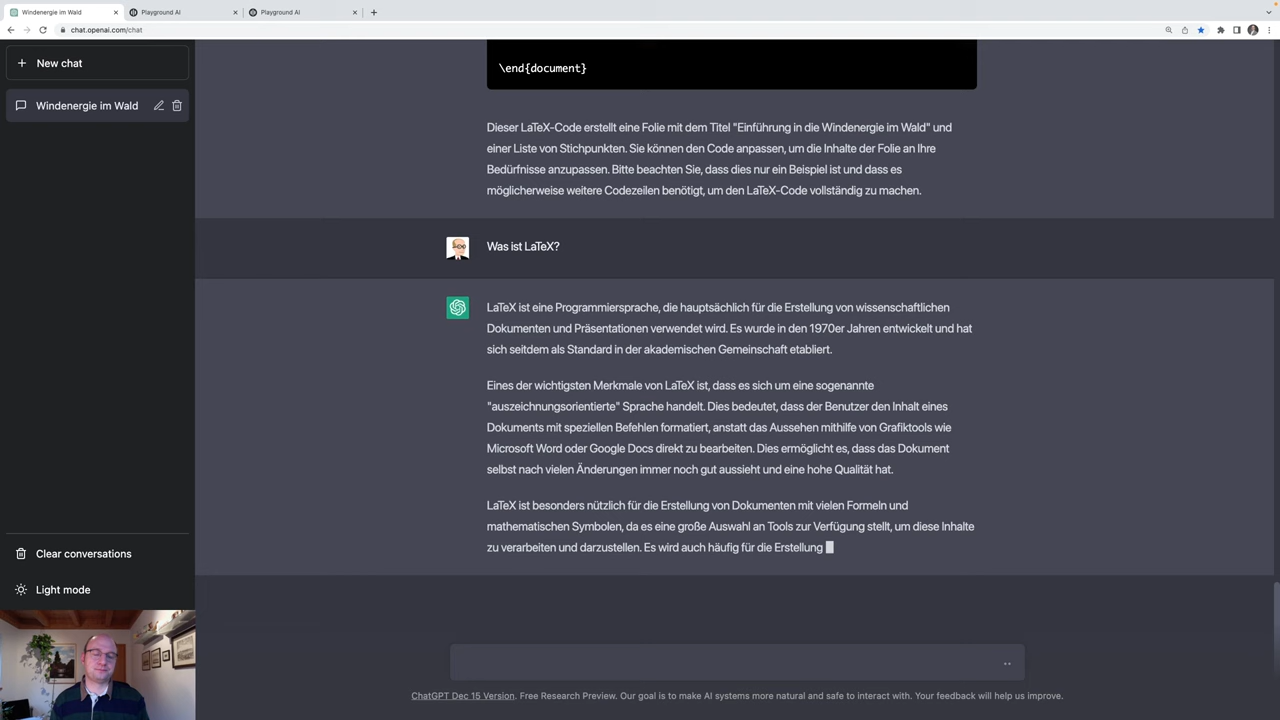 Windenergie im Wald
Playground AI
Playground AI
chat.openai.com/chat
New chat
Windenergie im Wald
\end{document}
Dieser LaTeX-Code erstellt eine Folie mit dem Titel "Einführung in die Windenergie im Wald" und
einer Liste von Stichpunkten. Sie können den Code anpassen, um die Inhalte der Folie an Ihre
Bedürfnisse anzupassen. Bitte beachten Sie, dass dies nur ein Beispiel ist und dass es
möglicherweise weitere Codezeilen benötigt, um den LaTeX-Code vollständig zu machen.
Was ist LaTeX?
LaTeX ist eine Programmiersprache, die hauptsächlich für die Erstellung von wissenschaftlichen
Dokumenten und Präsentationen verwendet wird. Es wurde in den 1970er Jahren entwickelt und hat
sich seitdem als Standard in der akademischen Gemeinschaft etabliert.
Eines der wichtigsten Merkmale von LaTeX ist, dass es sich um eine sogenannte
"auszeichnungsorientierte" Sprache handelt. Dies bedeutet, dass der Benutzer den Inhalt eines
Dokuments mit speziellen Befehlen formatiert, anstatt das Aussehen mithilfe von Grafiktools wie
Microsoft Word oder Google Docs direkt zu bearbeiten. Dies ermöglicht es, dass das Dokument
selbst nach vielen Änderungen immer noch gut aussieht und eine hohe Qualität hat.
LaTeX ist besonders nützlich für die Erstellung von Dokumenten mit vielen Formeln und
mathematischen Symbolen, da es eine große Auswahl an Tools zur Verfügung stellt, um diese Inhalte
zu verarbeiten und darzustellen. Es wird auch häufig für die Erstellung
Clear conversations
Light mode
ChatGPT Dec 15 Version. Free Research Preview. Our goal is to make AI systems more natural and safe to interact with. Your feedback will help us improve.